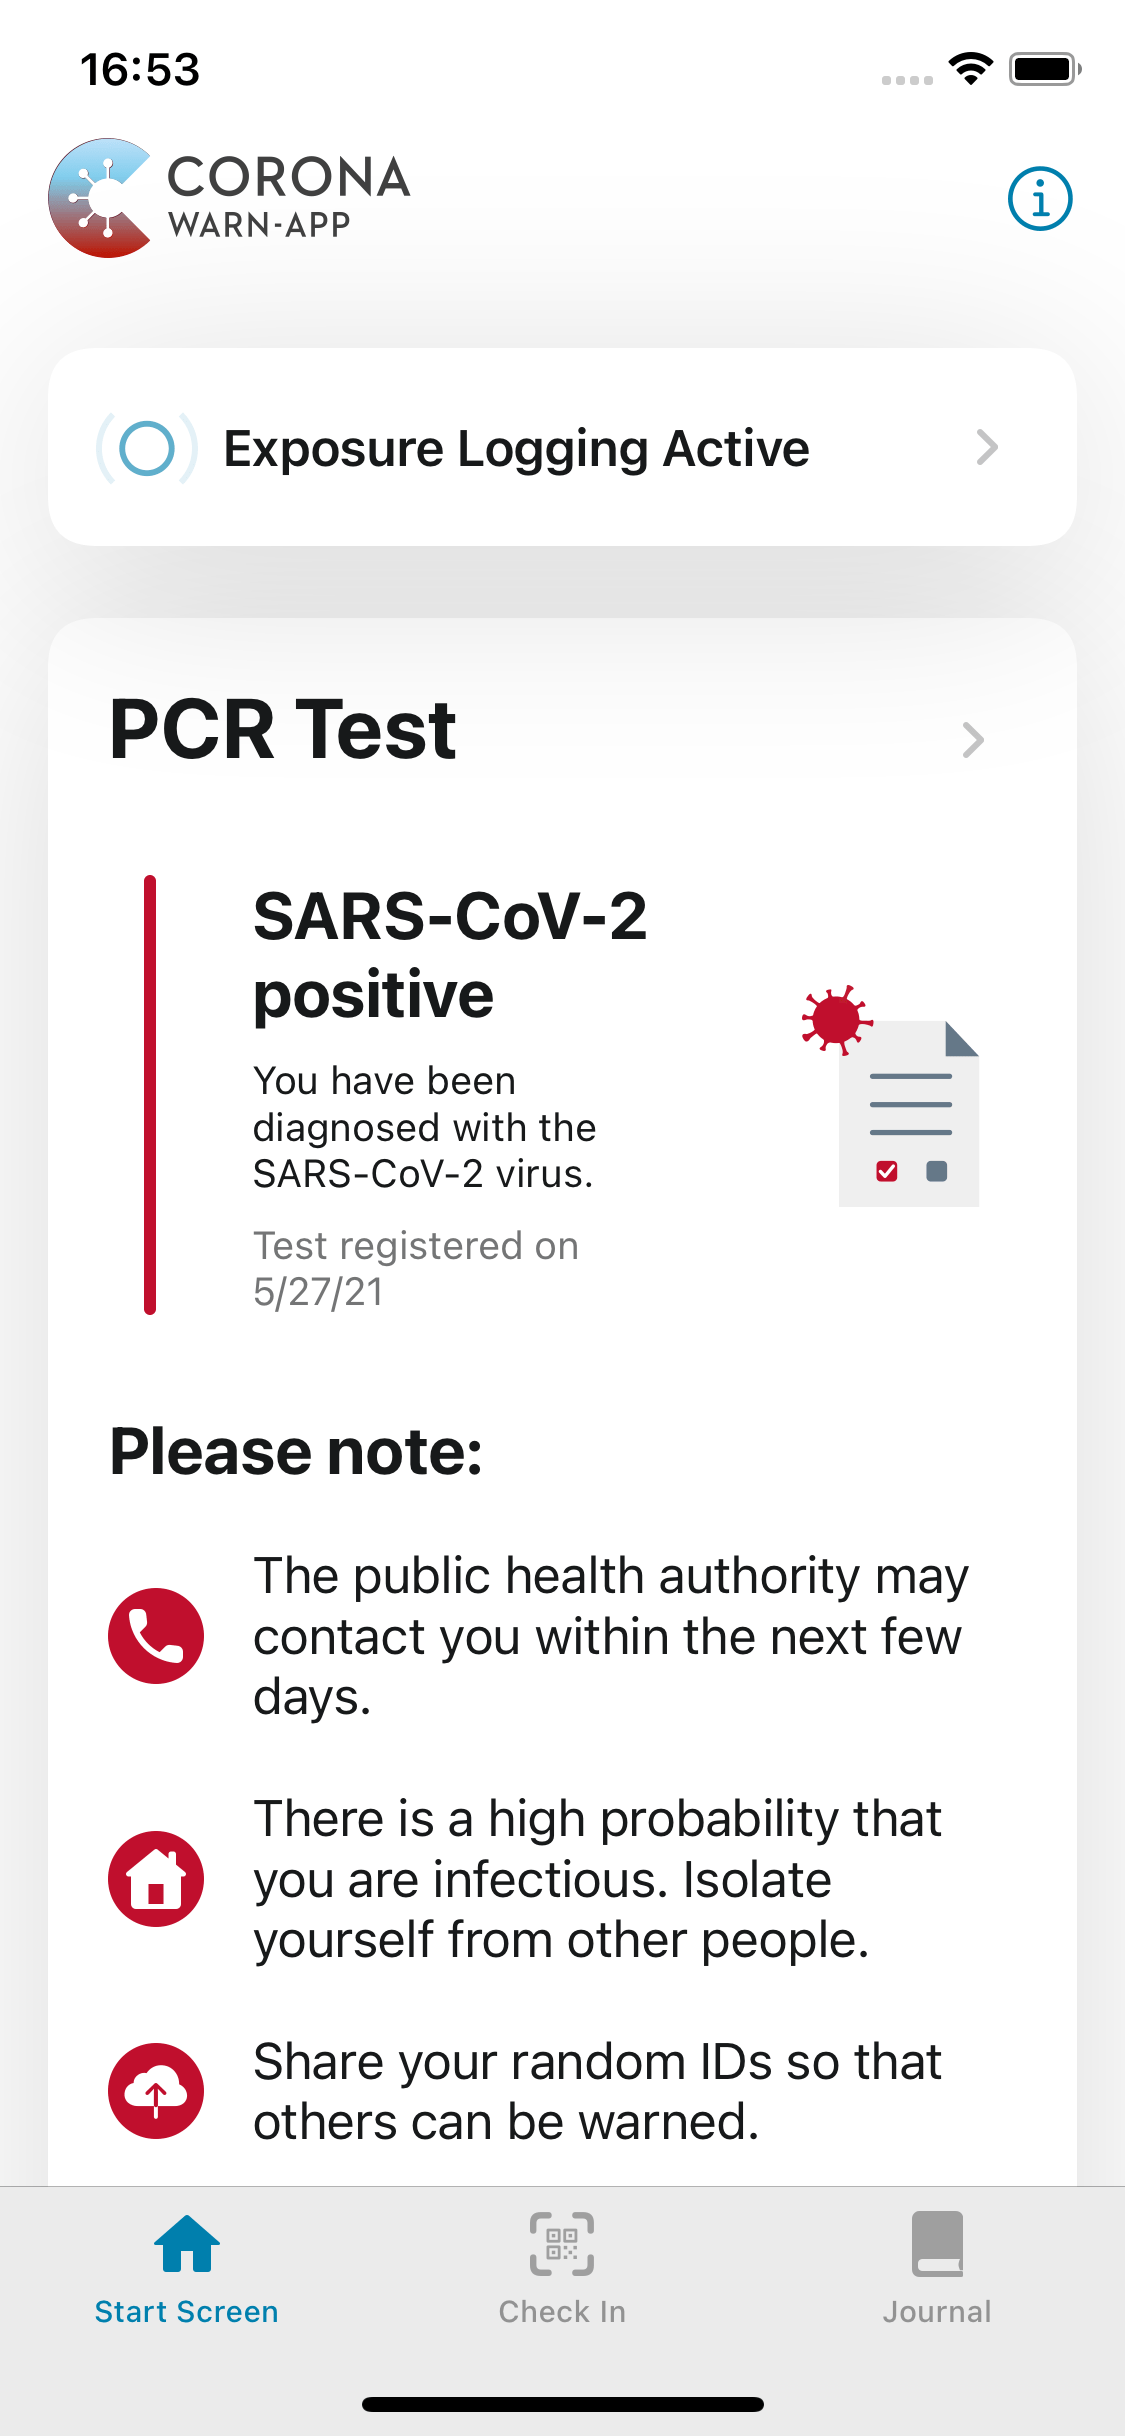 16:53
CORONA
WARN-APP
Exposure Logging Active
PCR Test
SARS-CoV-2
positive
You have been
diagnosed with the
SARS-CoV-2 virus.
Test registered on
5/27/21
Please note:
The public health authority may
contact you within the next few
days.
There is a high probability that
you are infectious. Isolate
yourself from other people.
Share your random IDs so that
others can be warned.
Start Screen
Check In
Journal